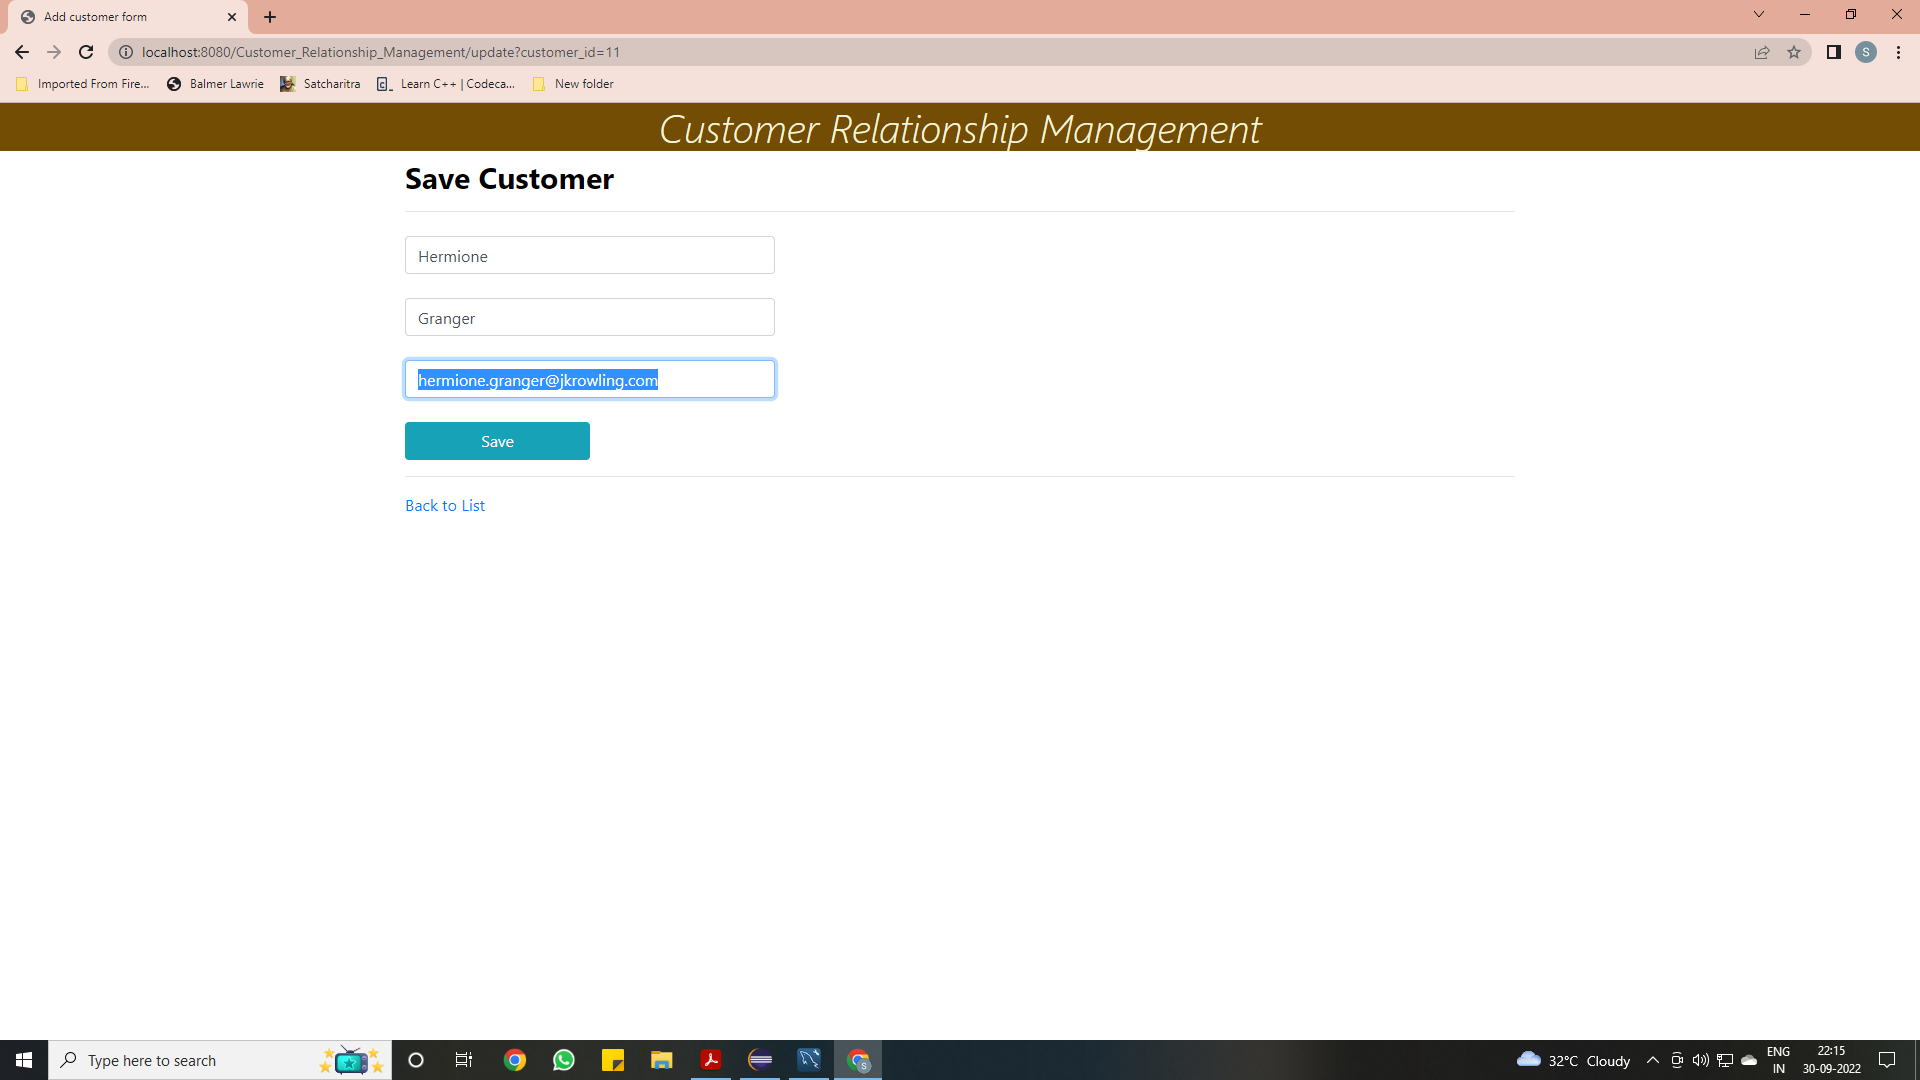 Add customer form
localhost:8080/Customer_Relationship_Management/update?customer_id=11
S
Imported From Fire...
Balmer Lawrie
Satcharitra
Learn C++ | Codeca...
New folder
Customer Relationship Management
Save Customer
Hermione
Granger
hermione.granger@jkrowling.com
Save
Back to List
Type here to search
S
32°C Cloudy
ENG
IN
22:15
30-09-2022